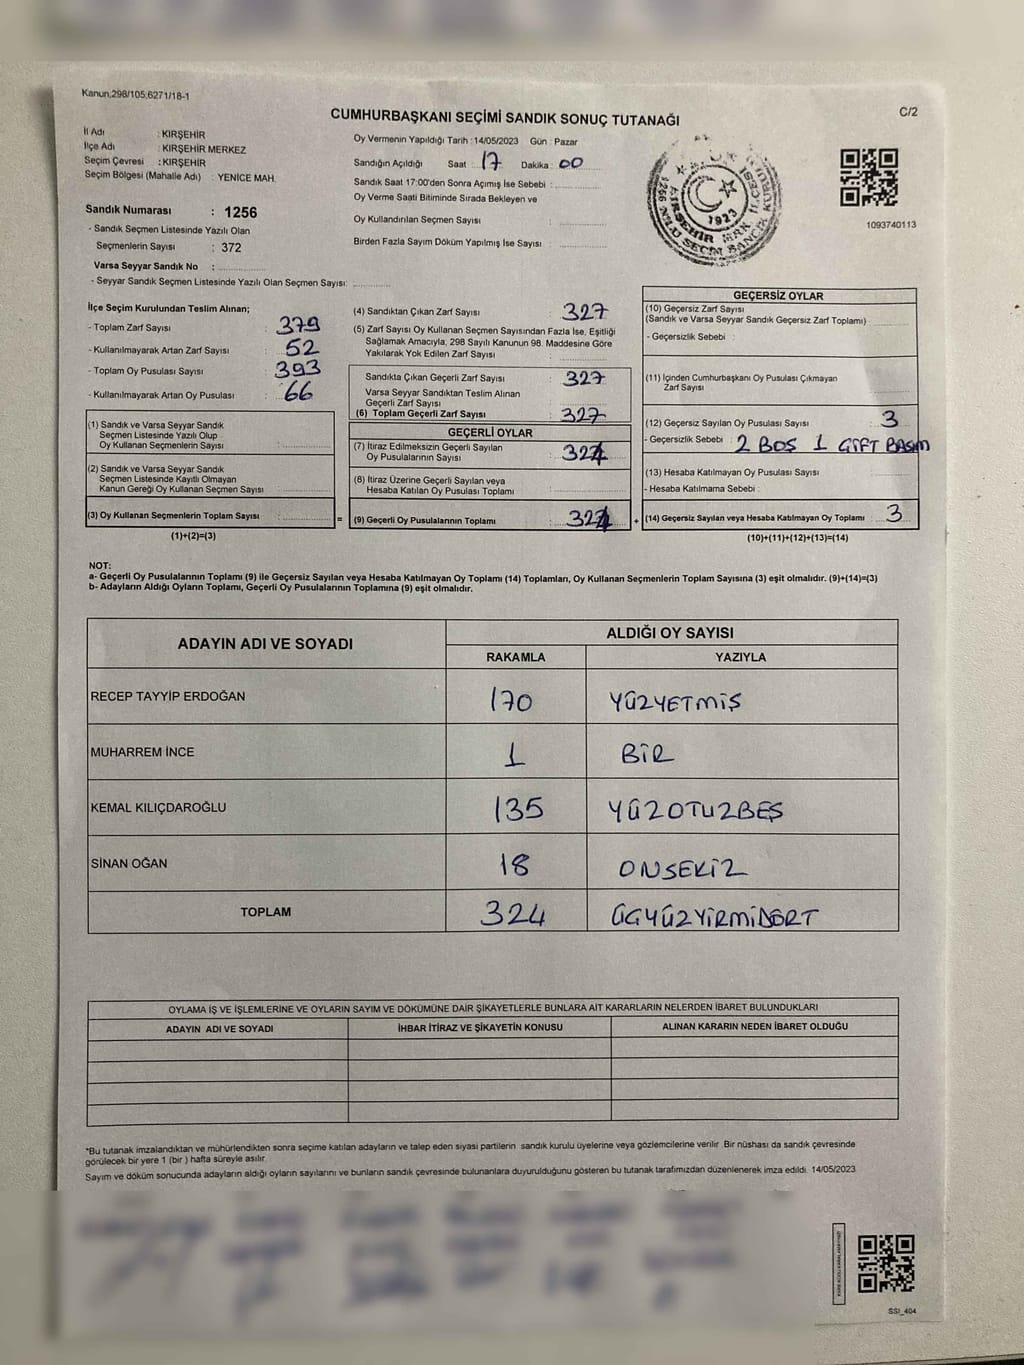 Kanun:298/105;6271/18-1
C/2
CUMHURBAŞKANI SEÇİMİ SANDIK SONUÇ TUTANAĞI
İl Adı : KIRŞEHİR
İlçe Adı : KIRŞEHİR MERKEZ
Seçim Çevresi : KIRŞEHİR
Seçim Bölgesi (Mahalle Adı) : YENİCE MAH.
Sandık Numarası : 1256
- Sandık Seçmen Listesinde Yazılı Olan
Seçmenlerin Sayısı : 372
Varsa Seyyar Sandık No :
- Seyyar Sandık Seçmen Listesinde Yazılı Olan Seçmen Sayısı:
Oy Vermenin Yapıldığı Tarih : 14/05/2023 Gün : Pazar
Sandığın Açıldığı Saat : 17 Dakika : 00
Sandık Saat 17:00'den Sonra Açımış İse Sebebi :
Oy Verme Saati Bitiminde Sırada Bekleyen ve
Oy Kullandırılan Seçmen Sayısı :
Birden Fazla Sayım Döküm Yapılmış İse Sayısı :
1923
1093740113
İlçe Seçim Kurulundan Teslim Alınan;
- Toplam Zarf Sayısı : 379
- Kullanılmayarak Artan Zarf Sayısı : 52
- Toplam Oy Pusulası Sayısı : 393
- Kullanılmayarak Artan Oy Pusulası : 66
(1) Sandık ve Varsa Seyyar Sandık
Seçmen Listesinde Yazılı Olup
Oy Kullanan Seçmenlerin Sayısı :
(2) Sandık ve Varsa Seyyar Sandık
Seçmen Listesinde Kayıtlı Olmayan
Kanun Gereği Oy Kullanan Seçmen Sayısı :
(3) Oy Kullanan Seçmenlerin Toplam Sayısı :
(1)+(2)=(3)
=
(4) Sandıktan Çıkan Zarf Sayısı : 327
(5) Zarf Sayısı Oy Kullanan Seçmen Sayısından Fazla İse, Eşitliği
Sağlamak Amacıyla, 298 Sayılı Kanunun 98. Maddesine Göre
Yakılarak Yok Edilen Zarf Sayısı :
Sandıkta Çıkan Geçerli Zarf Sayısı : 327
Varsa Seyyar Sandıktan Teslim Alınan
Geçerli Zarf Sayısı :
(6) Toplam Geçerli Zarf Sayısı : 327
GEÇERLİ OYLAR
(7) İtiraz Edilmeksizin Geçerli Sayılan
Oy Pusulalarının Sayısı : 324
(8) İtiraz Üzerine Geçerli Sayılan veya
Hesaba Katılan Oy Pusulası Toplamı :
(9) Geçerli Oy Pusulalarının Toplamı : 324
+
GEÇERSİZ OYLAR
(10) Geçersiz Zarf Sayısı
(Sandık ve Varsa Seyyar Sandık Geçersiz Zarf Toplamı) :
- Geçersizlik Sebebi :
(11) İçinden Cumhurbaşkanı Oy Pusulası Çıkmayan
Zarf Sayısı :
(12) Geçersiz Sayılan Oy Pusulası Sayısı : 3
- Geçersizlik Sebebi : 2 BOŞ 1 ÇİFT BASIM
(13) Hesaba Katılmayan Oy Pusulası Sayısı :
- Hesaba Katılmama Sebebi :
(14) Geçersiz Sayılan veya Hesaba Katılmayan Oy Toplamı : 3
(10)+(11)+(12)+(13)=(14)
NOT:
a- Geçerli Oy Pusulalarının Toplamı (9) ile Geçersiz Sayılan veya Hesaba Katılmayan Oy Toplamı (14) Toplamları, Oy Kullanan Seçmenlerin Toplam Sayısına (3) eşit olmalıdır. (9)+(14)=(3)
b- Adayların Aldığı Oyların Toplamı, Geçerli Oy Pusulalarının Toplamına (9) eşit olmalıdır.
ADAYIN ADI VE SOYADI ALDIĞI OY SAYISI
RAKAMLA YAZIYLA
RECEP TAYYİP ERDOĞAN 170 YÜZYETMİŞ
MUHARREM İNCE 1 BİR
KEMAL KILIÇDAROĞLU 135 YÜZOTUZBEŞ
SİNAN OĞAN 18 ONSEKİZ
TOPLAM 324 ÜÇYÜZYİRMİDÖRT
OYLAMA İŞ VE İŞLEMLERİNE VE OYLARIN SAYIM VE DÖKÜMÜNE DAİR ŞİKAYETLERLE BUNLARA AİT KARARLARIN NELERDEN İBARET BULUNDUKLARI
ADAYIN ADI VE SOYADI İHBAR İTİRAZ VE ŞİKAYETİN KONUSU ALINAN KARARIN NEDEN İBARET OLDUĞU
*Bu tutanak imzalandıktan ve mühürlendikten sonra seçime katılan adayların ve talep eden siyasi partilerin sandık kurulu üyelerine veya gözlemcilerine verilir. Bir nüshası da sandık çevresinde
görülecek bir yere 1 (bir ) hafta süreyle asılır.
Sayım ve döküm sonucunda adayların aldığı oyların sayılarını ve bunların sandık çevresinde bulunanlara duyurulduğunu gösteren bu tutanak tarafımızdan düzenlenerek imza edildi. 14/05/2023
SSI_404